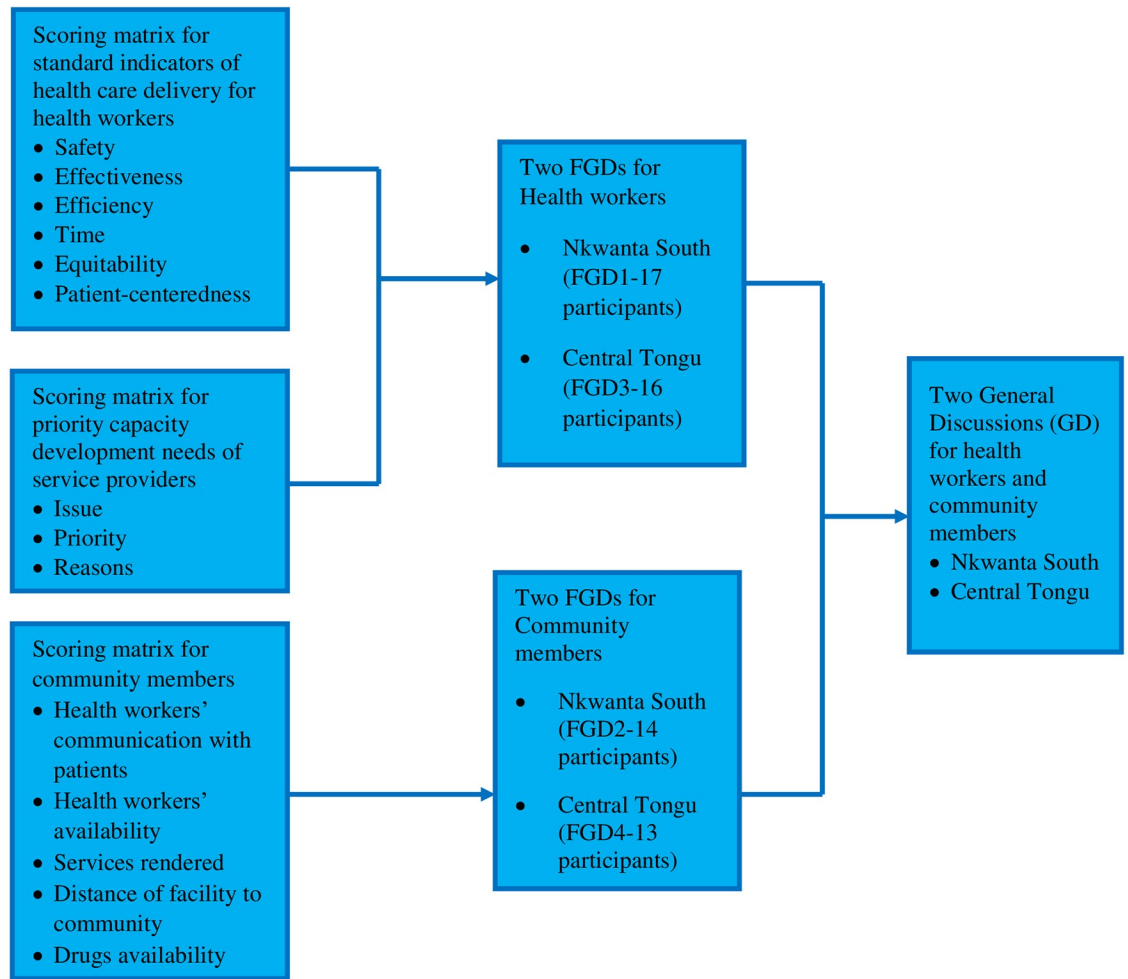 Scoring matrix for
standard indicators of
health care delivery for
health workers
• Safety
• Effectiveness
• Efficiency
• Time
• Equitability
• Patient-centeredness
Scoring matrix for
priority capacity
development needs of
service providers
• Issue
• Priority
• Reasons
Scoring matrix for
community members
• Health workers’
communication with
patients
• Health workers’
availability
• Services rendered
• Distance of facility to
community
• Drugs availability
Two FGDs for
Health workers
• Nkwanta South
(FGD1-17
participants)
• Central Tongu
(FGD3-16
participants)
Two FGDs for
Community
members
• Nkwanta South
(FGD2-14
participants)
• Central Tongu
(FGD4-13
participants)
Two General
Discussions (GD)
for health
workers and
community
members
• Nkwanta South
• Central Tongu